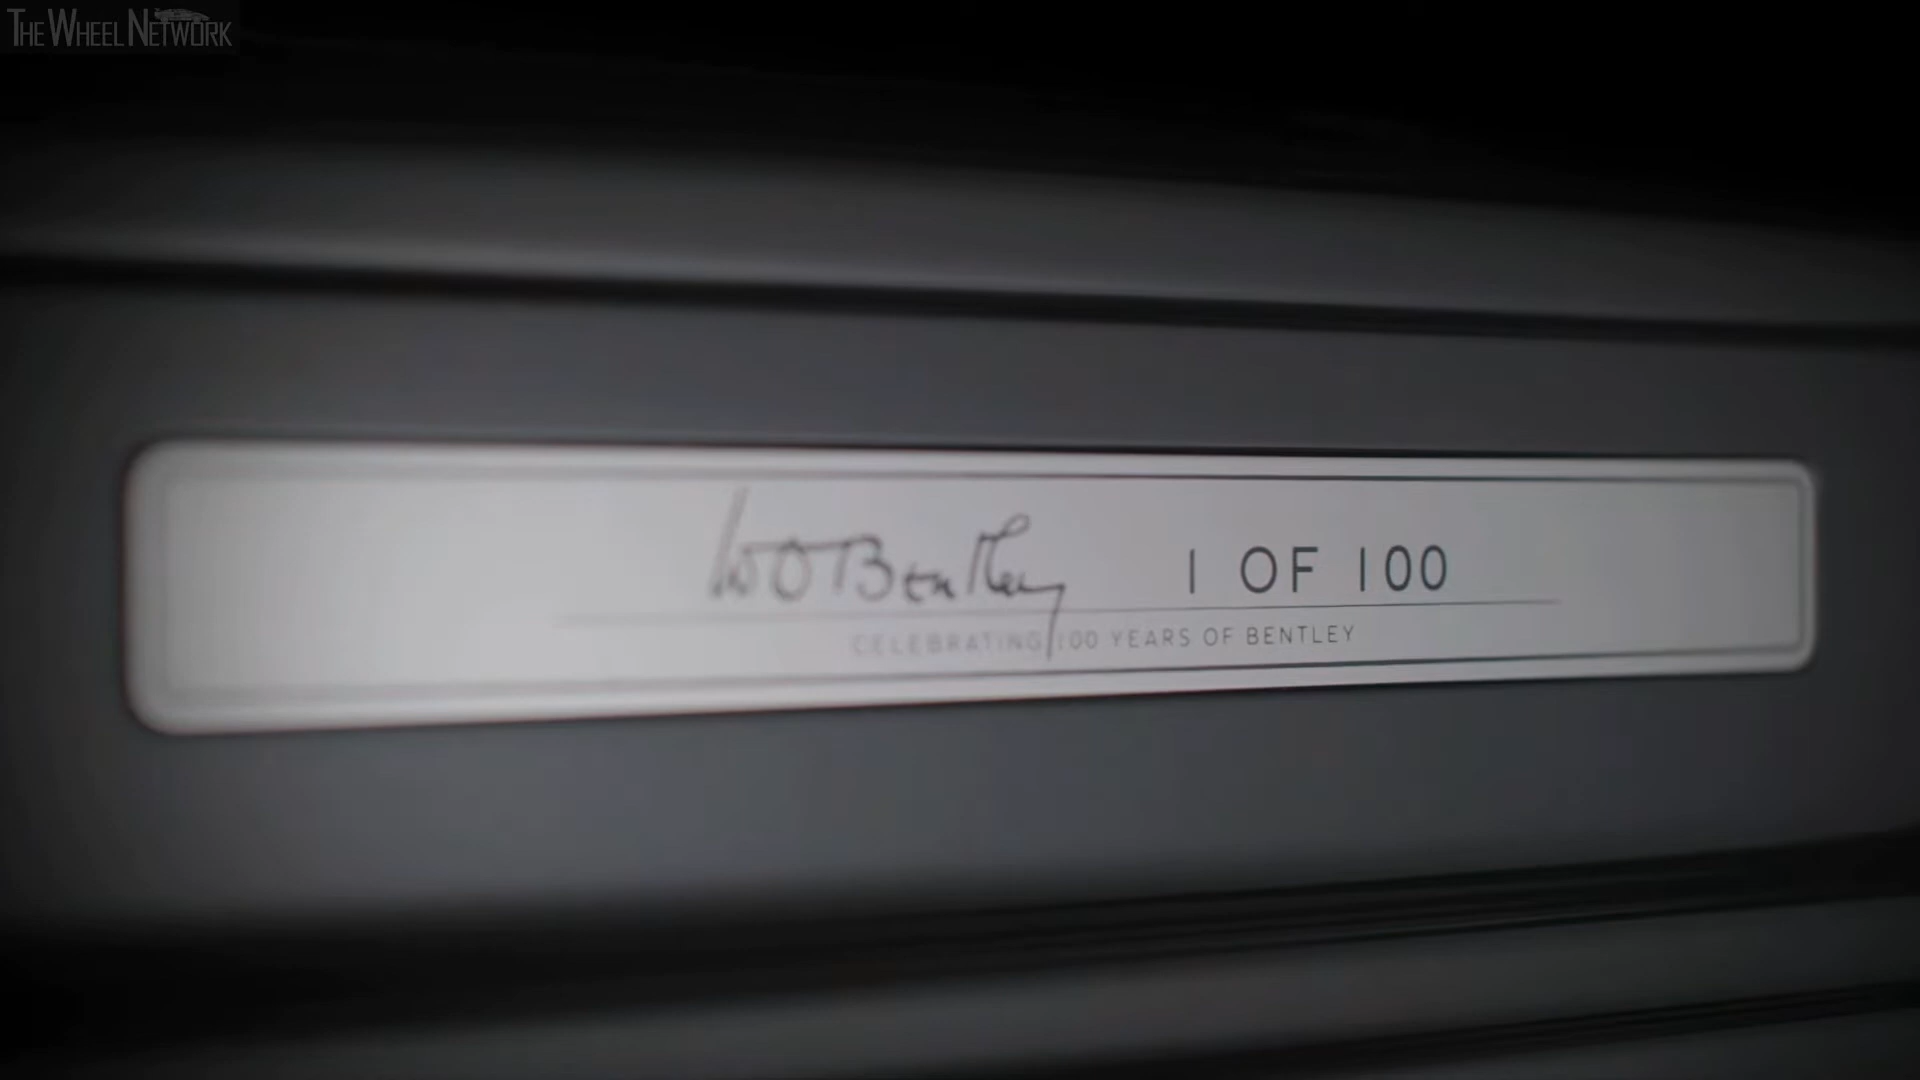 THE WHEEL NETWORK
W O Bentley 1 OF 100
CELEBRATING 100 YEARS OF BENTLEY